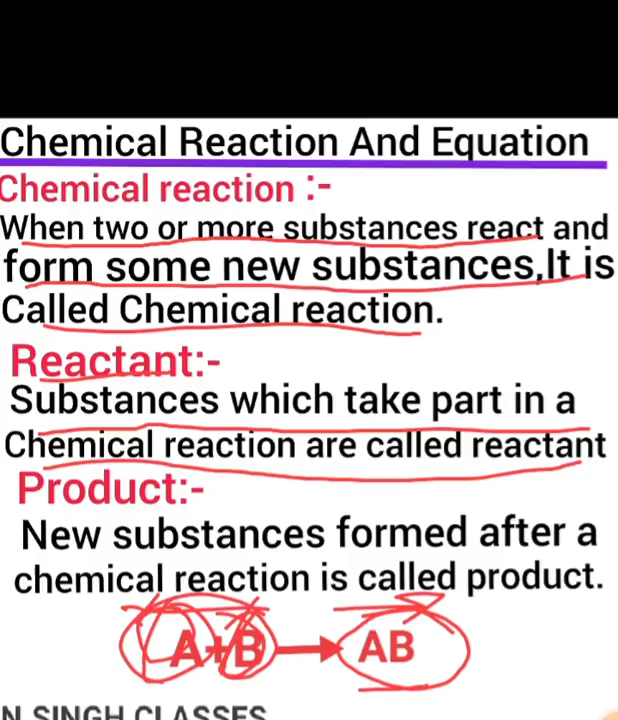 Chemical Reaction And Equation
Chemical reaction :-
When two or more substances react and
form some new substances,It is
Called Chemical reaction.
Reactant:-
Substances which take part in a
Chemical reaction are called reactant
Product:-
New substances formed after a
chemical reaction is called product.
A+B → AB
N SINGH CLASSES